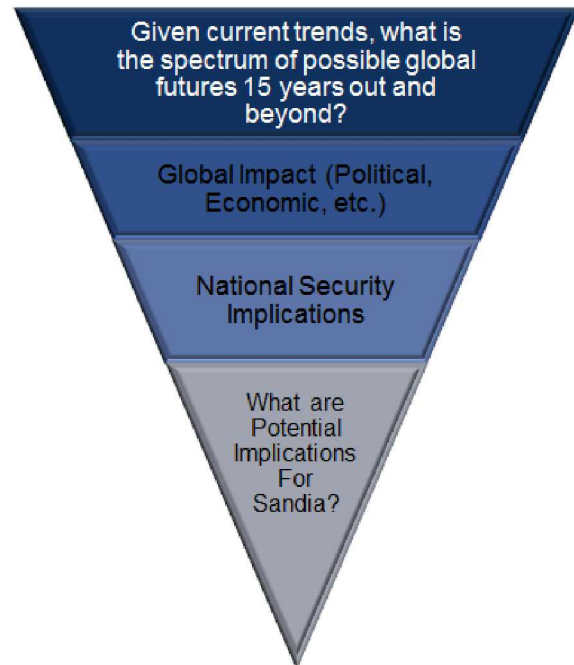 Given current trends, what is
the spectrum of possible global
futures 15 years out and
beyond?
Global Impact (Political,
Economic, etc.)
National Security
Implications
What are
Potential
Implications
For
Sandia?